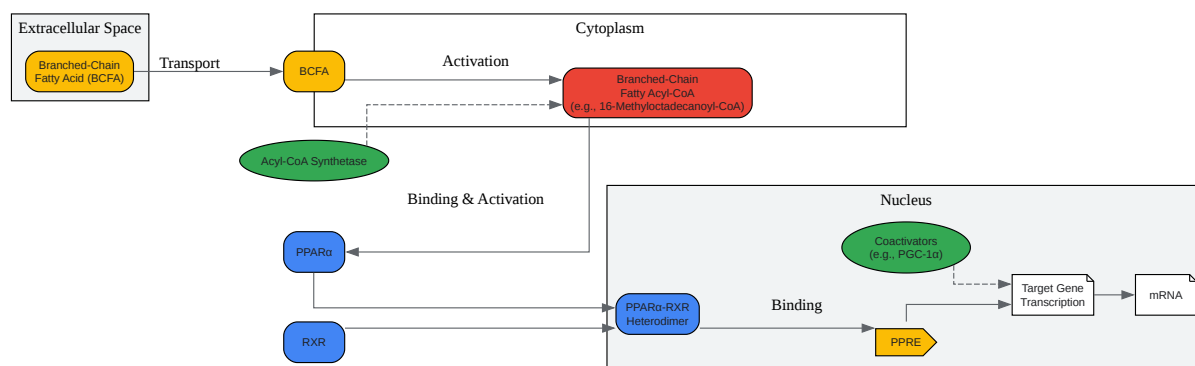 Extracellular Space
Branched-Chain
Fatty Acid (BCFA)
Transport
Cytoplasm
BCFA
Activation
Branched-Chain
Fatty Acyl-CoA
(e.g., 16-Methyloctadecanoyl-CoA)
Acyl-CoA Synthetase
Binding & Activation
PPARα
RXR
Nucleus
Coactivators
(e.g., PGC-1α)
PPARα-RXR
Heterodimer
Binding
PPRE
Target Gene
Transcription
mRNA